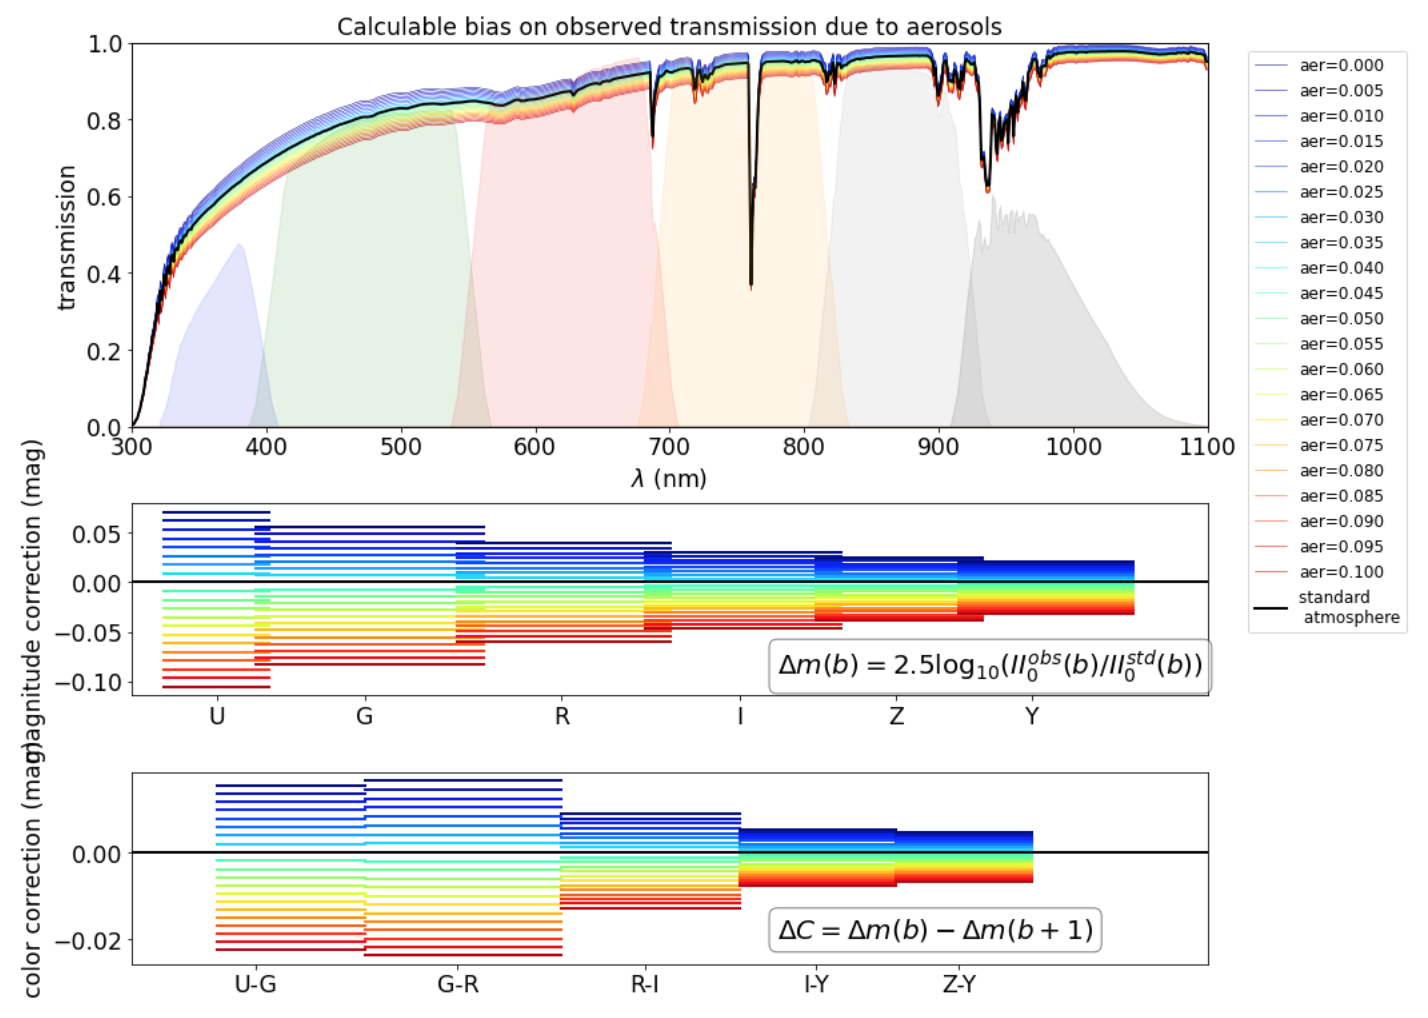 Calculable bias on observed transmission due to aerosols
1.0
0.8
0.6
0.4
0.2
0.0
transmission
300 400 500 600 700 800 900 1000 1100
λ (nm)
aer=0.000
aer=0.005
aer=0.010
aer=0.015
aer=0.020
aer=0.025
aer=0.030
aer=0.035
aer=0.040
aer=0.045
aer=0.050
aer=0.055
aer=0.060
aer=0.065
aer=0.070
aer=0.075
aer=0.080
aer=0.085
aer=0.090
aer=0.095
aer=0.100
standard
atmosphere
magnitude correction (mag)
0.05
0.00
−0.05
−0.10
Δm(b) = 2.5log₁₀(II₀ᵒᵇˢ(b)/II₀ˢᵗᵈ(b))
U G R I Z Y
color correction (mag)
0.00
−0.02
ΔC = Δm(b) − Δm(b + 1)
U-G G-R R-I I-Y Z-Y